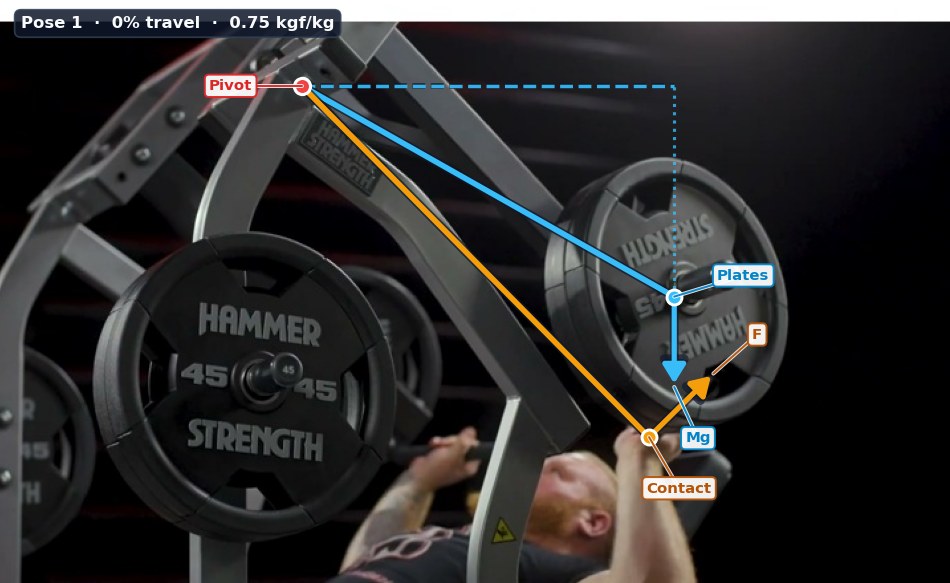 Pose 1 · 0% travel · 0.75 kgf/kg
Pivot
HAMMER
STRENGTH
STRENGTH
45
HAMMER
Plates
F
HAMMER
45 45 45
STRENGTH
Mg
Contact